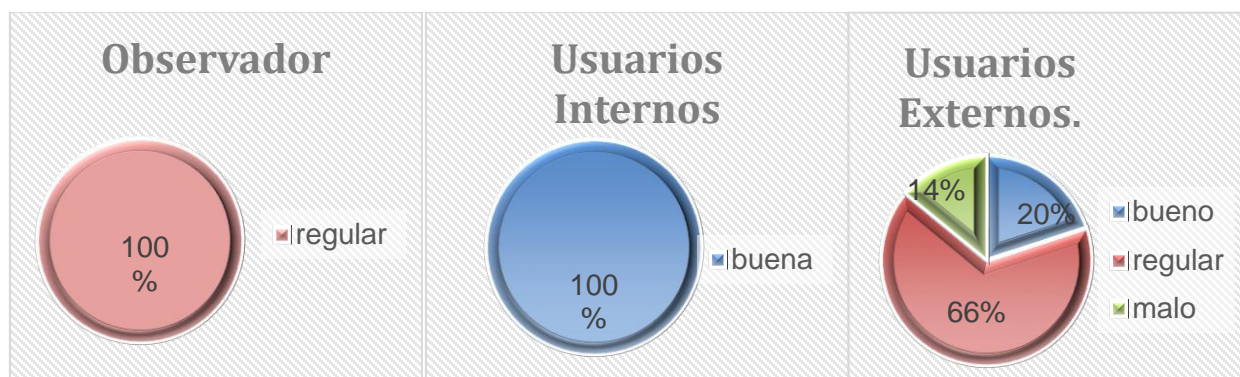 Observador
100
%
regular
Usuarios
Internos
100
%
buena
Usuarios
Externos.
14%
20%
66%
bueno
regular
malo